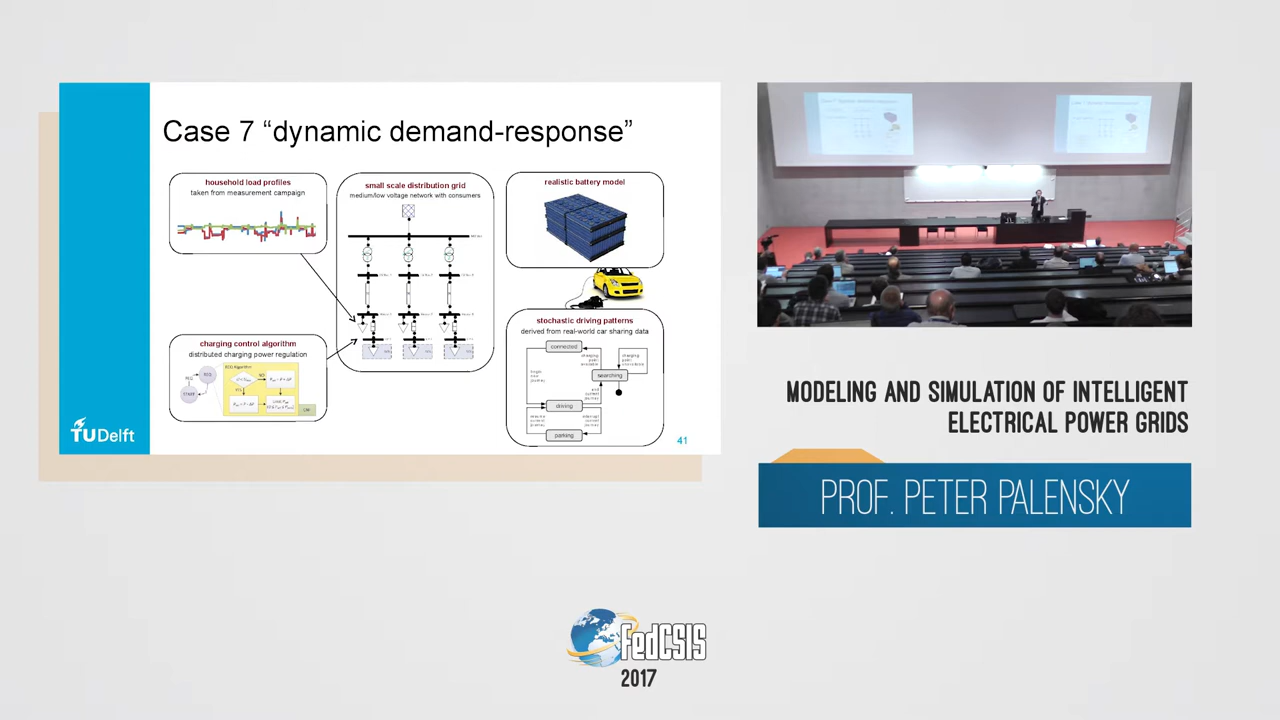 Case 7 “dynamic demand-response”
household load profiles
taken from measurement campaign
small scale distribution grid
medium/low voltage network with consumers
realistic battery model
charging control algorithm
distributed charging power regulation
stochastic driving patterns
derived from real-world car sharing data
connected
searching
driving
parking
TUDelft
41
MODELING AND SIMULATION OF INTELLIGENT
ELECTRICAL POWER GRIDS
PROF. PETER PALENSKY
FedCSIS
2017